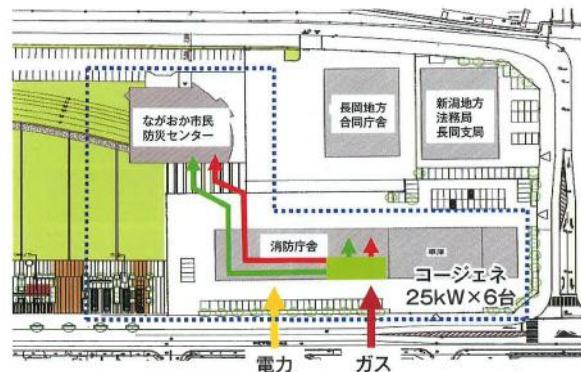 ながおか市民
防災センター
長岡地方
合同庁舎
新潟地方
法務局
長岡支局
消防庁舎
車庫
コージェネ
25kW×6台
電力
ガス